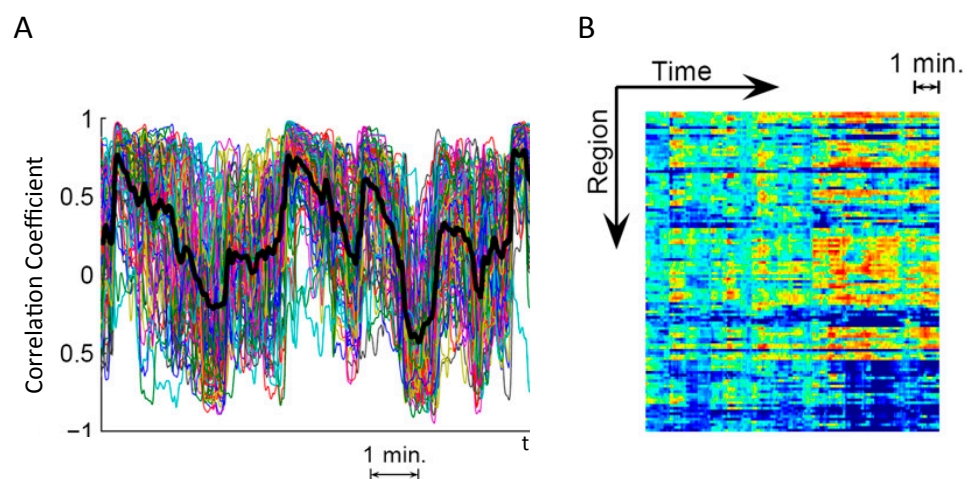 A
Correlation Coefficient
1
0.5
0
0.5
−1
t
1 min.
B
Time
1 min.
Region